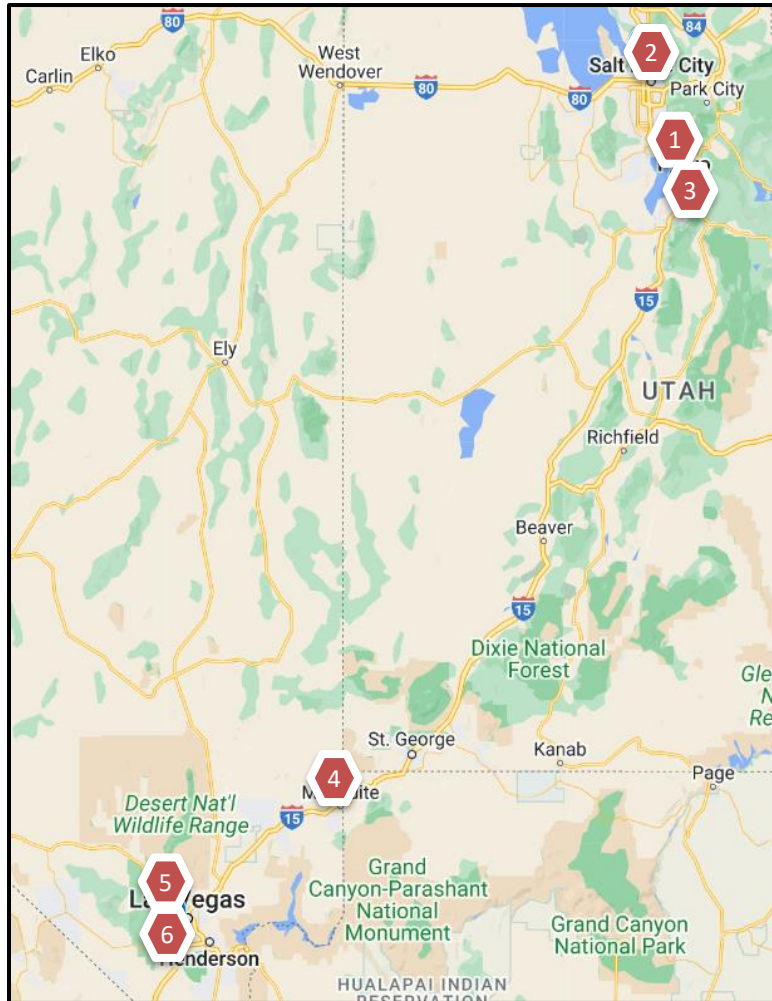 80
84
Elko
West
Wendover
2
Salt
City
Carlin
80
80
Park City
1
3
15
Ely
UTAH
Richfield
Beaver
15
Dixie National
Forest
St. George
Kanab
4
Page
Desert Nat'l
Wildlife Range
15
5
Grand
Canyon-Parashant
National
Monument
Grand Canyon
National Park
6
HUALAPAI INDIAN